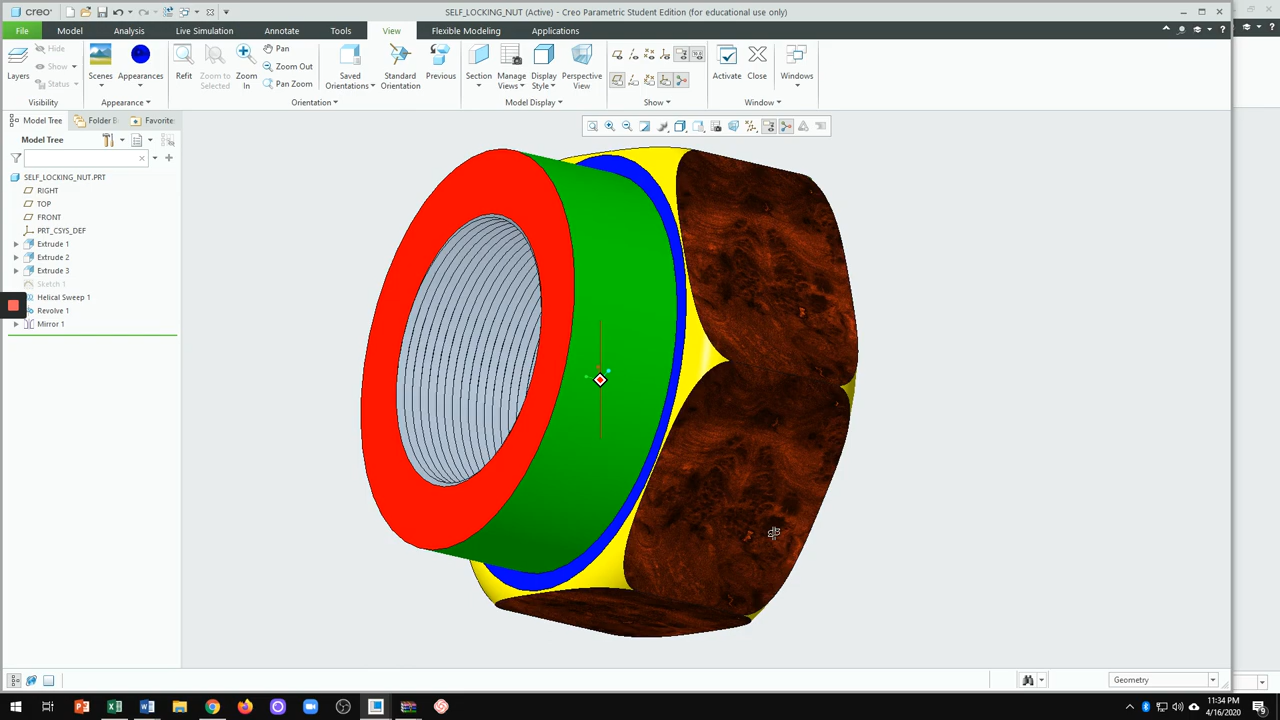 creo SELF_LOCKING_NUT (Active) - Creo Parametric Student Edition (for educational use only)
File Model Analysis Live Simulation Annotate Tools View Flexible Modeling Applications
Hide
Show
Status
Layers
Visibility
Scenes
Appearances
Appearance
Refit
Zoom to Selected
Zoom In
Pan
Zoom Out
Pan Zoom
Saved Orientations
Standard Orientation
Previous
Orientation
Section
Manage Views
Display Style
Perspective View
Model Display
Show
Activate
Close
Windows
Window
Model Tree Folder B Favorite
Model Tree
SELF_LOCKING_NUT.PRT
RIGHT
TOP
FRONT
PRT_CSYS_DEF
Extrude 1
Extrude 2
Extrude 3
Sketch 1
Helical Sweep 1
Revolve 1
Mirror 1
Geometry
11:34 PM
4/16/2020